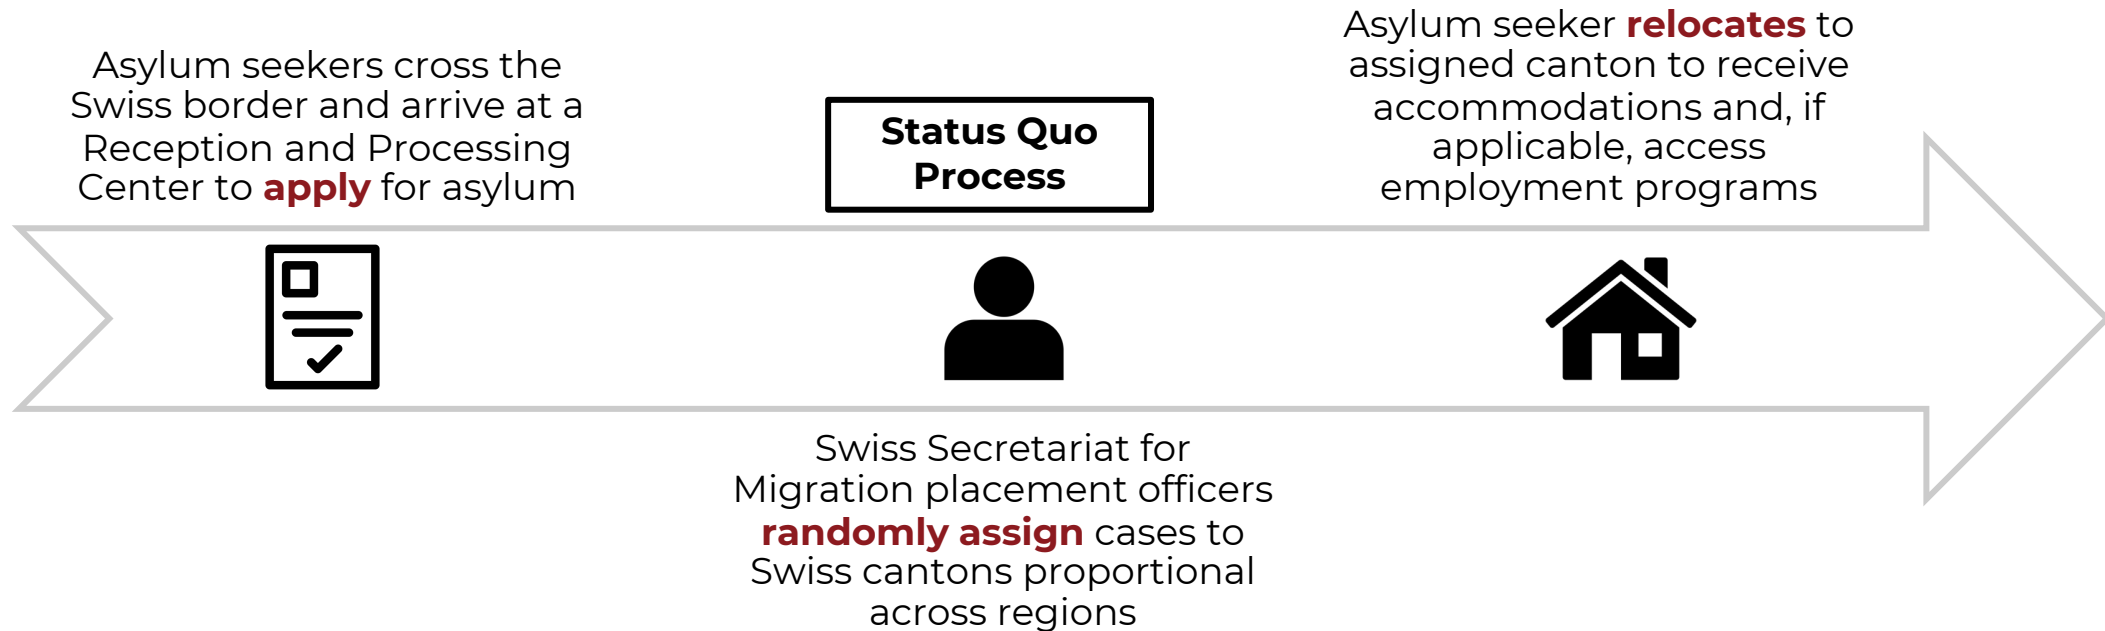 Asylum seekers cross the
Swiss border and arrive at a
Reception and Processing
Center to apply for asylum
Status Quo
Process
Swiss Secretariat for
Migration placement officers
randomly assign cases to
Swiss cantons proportional
across regions
Asylum seeker relocates to
assigned canton to receive
accommodations and, if
applicable, access
employment programs